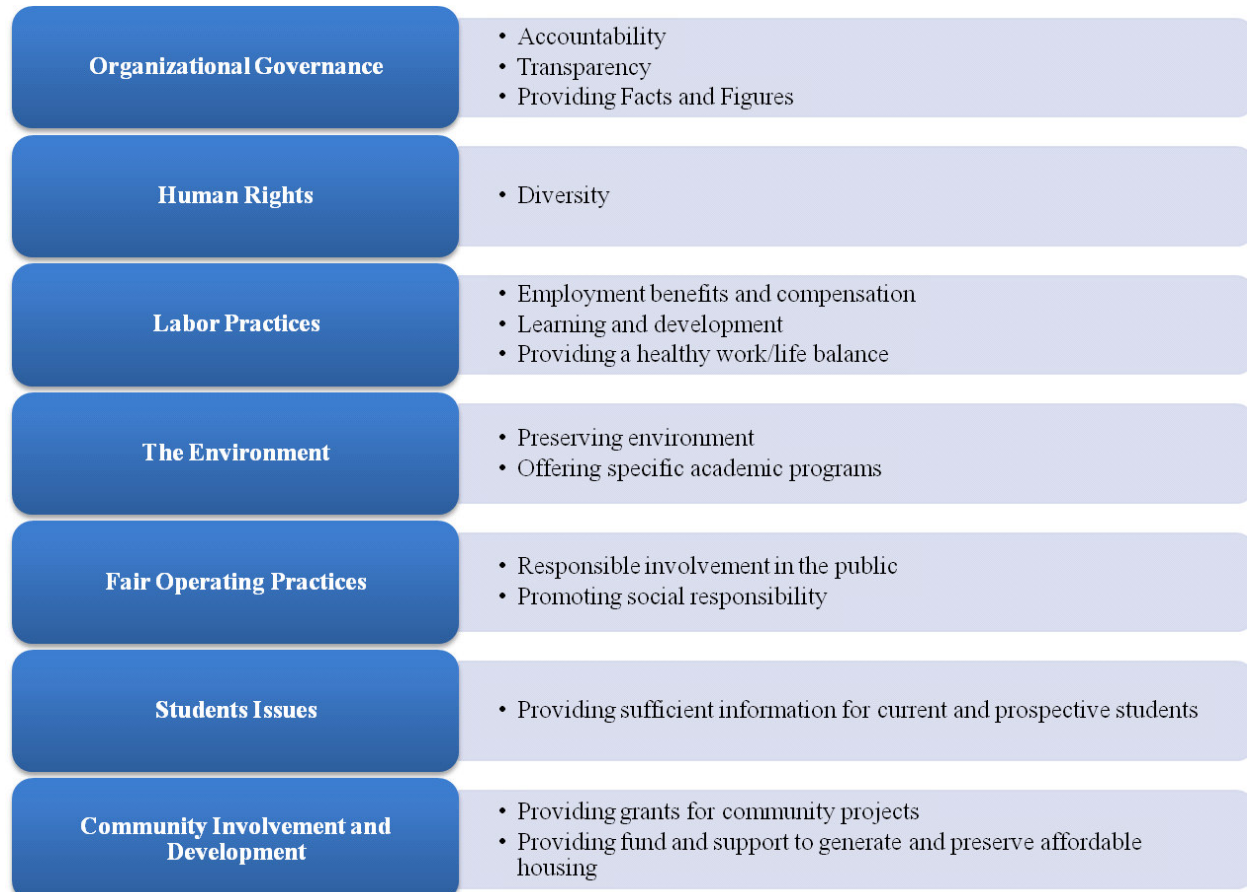 Organizational Governance
• Accountability
• Transparency
• Providing Facts and Figures
Human Rights
• Diversity
Labor Practices
• Employment benefits and compensation
• Learning and development
• Providing a healthy work/life balance
The Environment
• Preserving environment
• Offering specific academic programs
Fair Operating Practices
• Responsible involvement in the public
• Promoting social responsibility
Students Issues
• Providing sufficient information for current and prospective students
Community Involvement and
Development
• Providing grants for community projects
• Providing fund and support to generate and preserve affordable
housing